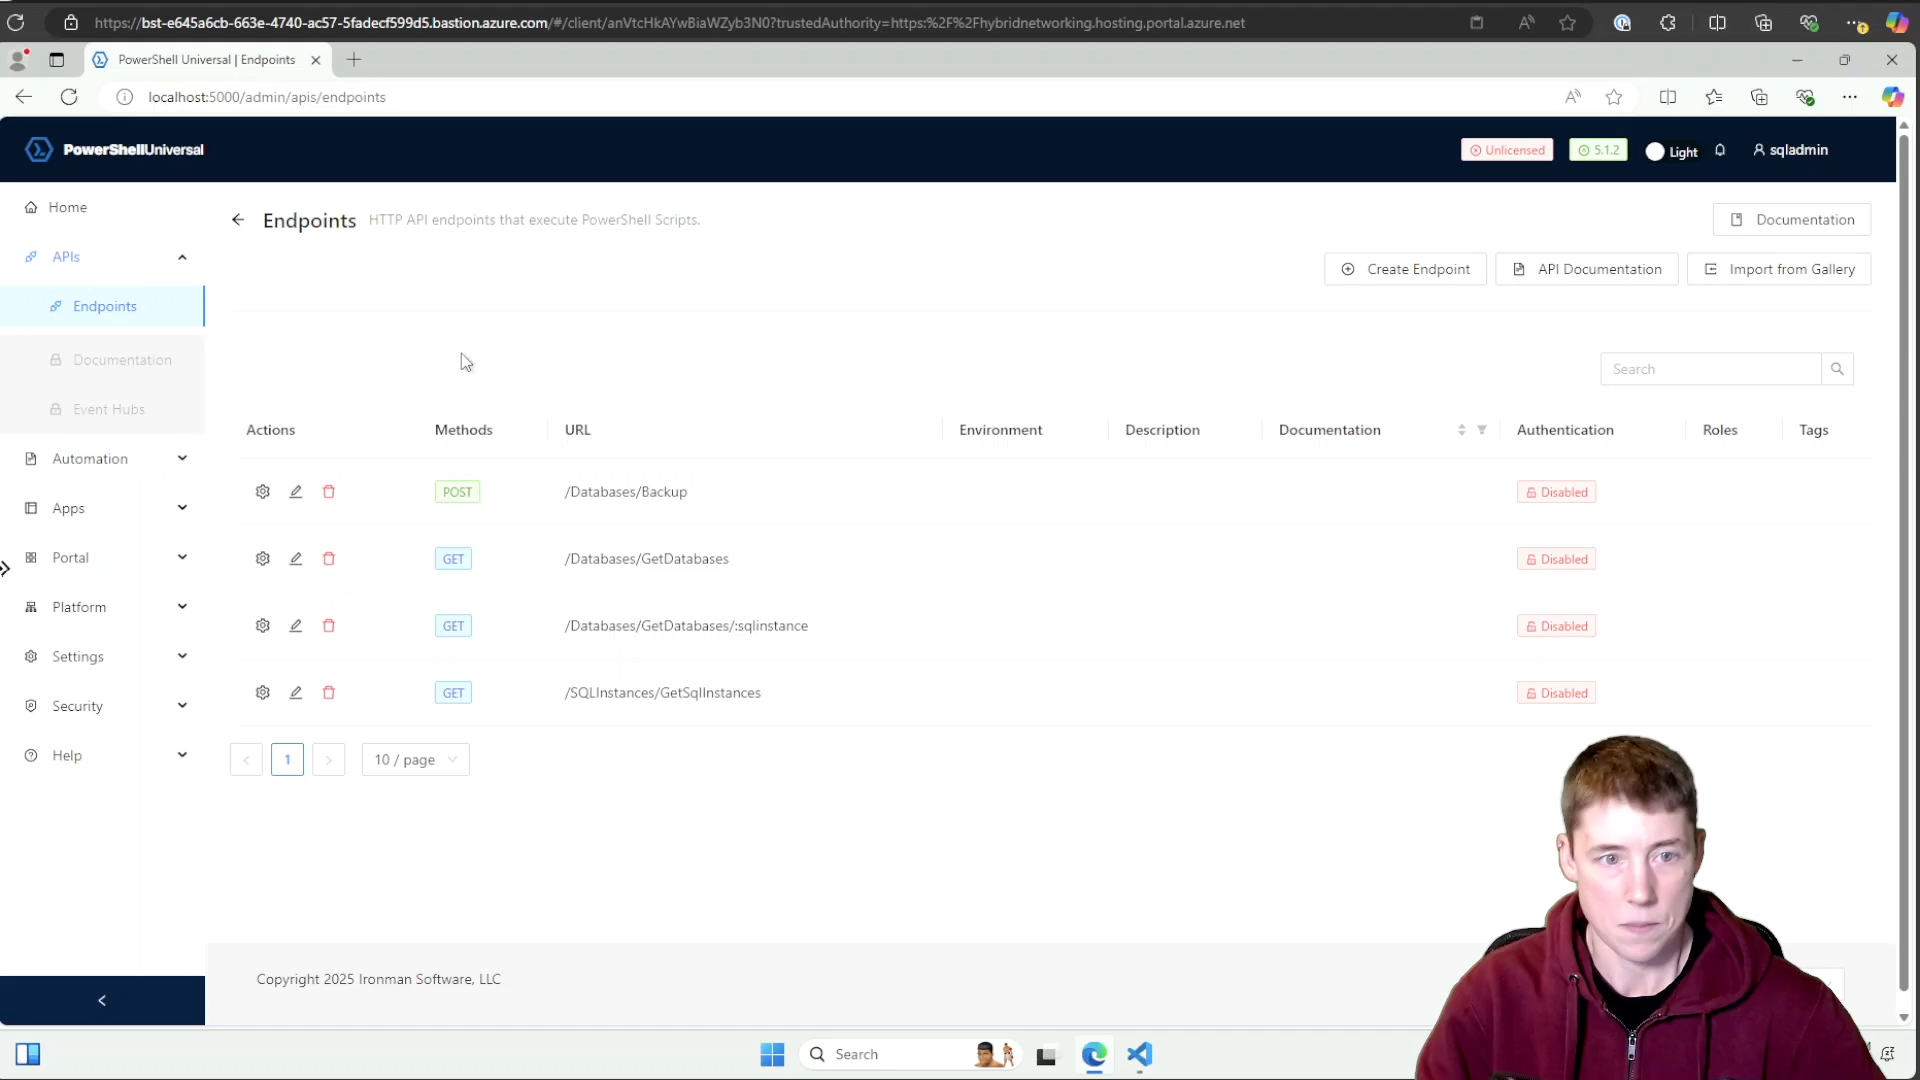 https://bst-e645a6cb-663e-4740-ac57-5fadecf599d5.bastion.azure.com/#/client/anVtcHkAYwBiaWZyb3N0?trustedAuthority=https:%2F%2Fhybridnetworking.hosting.portal.azure.net
PowerShell Universal | Endpoints
localhost:5000/admin/apis/endpoints
PowerShellUniversal
Unlicensed
5.1.2
Light
sqladmin
Home
APIs
Endpoints
Documentation
Event Hubs
Automation
Apps
Portal
Platform
Settings
Security
Help
Endpoints HTTP API endpoints that execute PowerShell Scripts.
Documentation
Create Endpoint
API Documentation
Import from Gallery
Search
Actions Methods URL Environment Description Documentation Authentication Roles Tags
POST /Databases/Backup Disabled
GET /Databases/GetDatabases Disabled
GET /Databases/GetDatabases/:sqlinstance Disabled
GET /SQLInstances/GetSqlInstances Disabled
1
10 / page
Copyright 2025 Ironman Software, LLC
Search